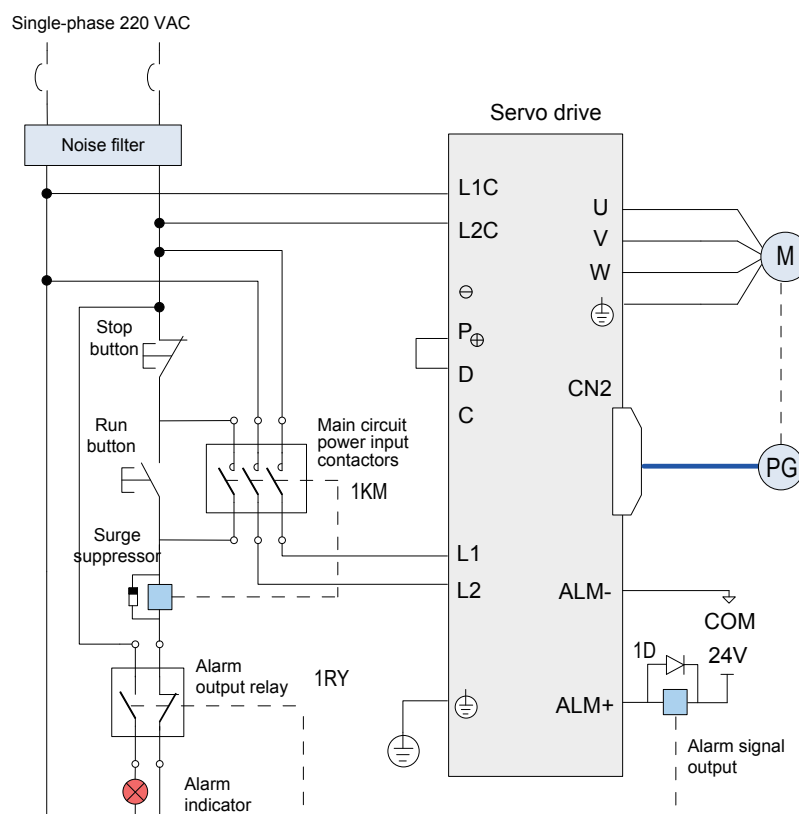 Single-phase 220 VAC
Noise filter
Servo drive
L1C
L2C
U
V
W
M
Stop
button
P
D
C
CN2
Run
button
Main circuit
power input
contactors
1KM
PG
Surge
suppressor
L1
L2
ALM-
COM
24V
1D
Alarm
output relay
1RY
ALM+
Alarm signal
output
Alarm
indicator